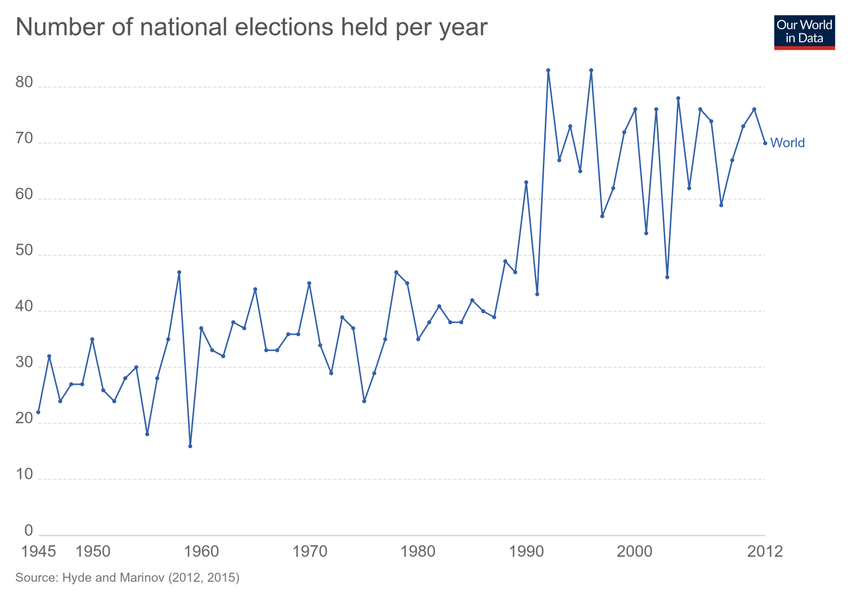 Number of national elections held per year
Our World
in Data
80
70
World
60
50
40
30
20
10
0
1945 1950 1960 1970 1980 1990 2000 2012
Source: Hyde and Marinov (2012, 2015)